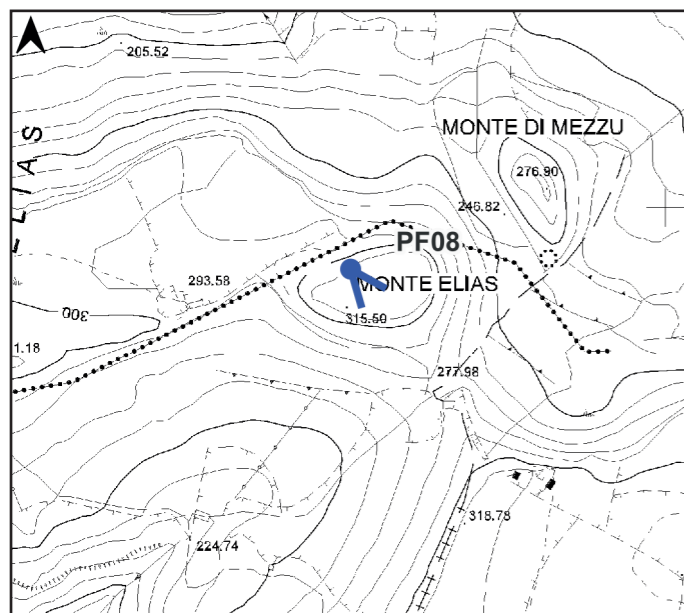 205.52
MONTE DI MEZZU
276.90
ELIAS
246.82
PF08
293.58
MONTE ELIAS
300
315.50
1.18
277.98
318.78
224.74